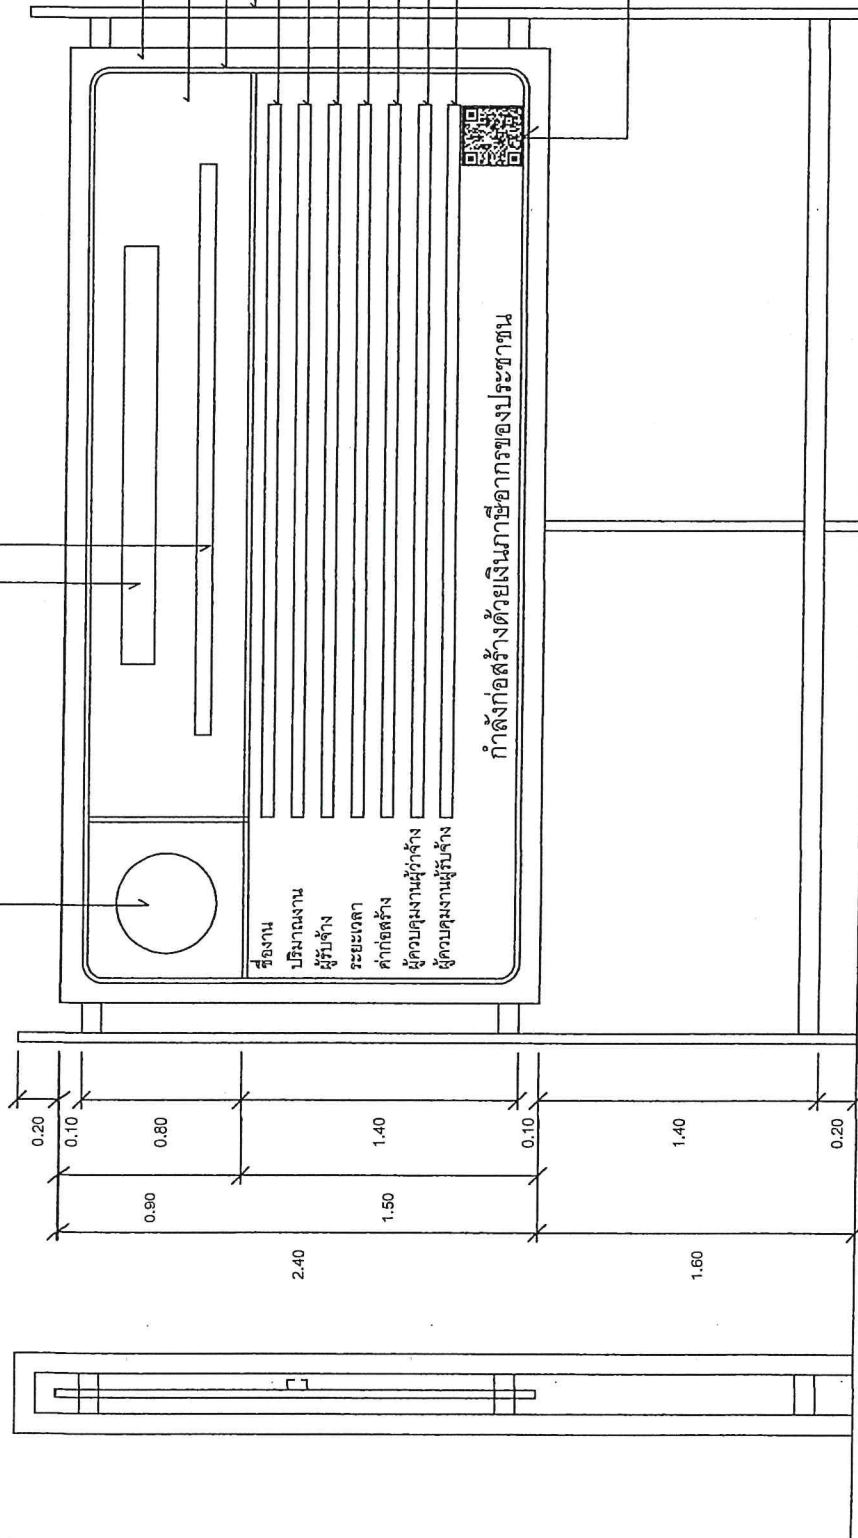 ชื่องาน
ปริมาณงาน
ผู้รับจ้าง
ระยะเวลา
ค่าก่อสร้าง
ผู้ควบคุมงานผู้ว่าจ้าง
ผู้ควบคุมงานผู้รับจ้าง
กำลังก่อสร้างด้วยเงินภาษีอากรของประชาชน
0.20
0.10
0.80
1.40
0.10
1.40
0.20
0.90
1.50
2.40
1.60